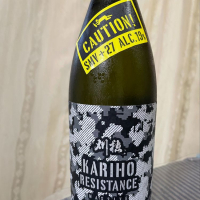 CAUTION!
SMV+27 ALC.18%
刈穂
KARIHO
RESISTANCE